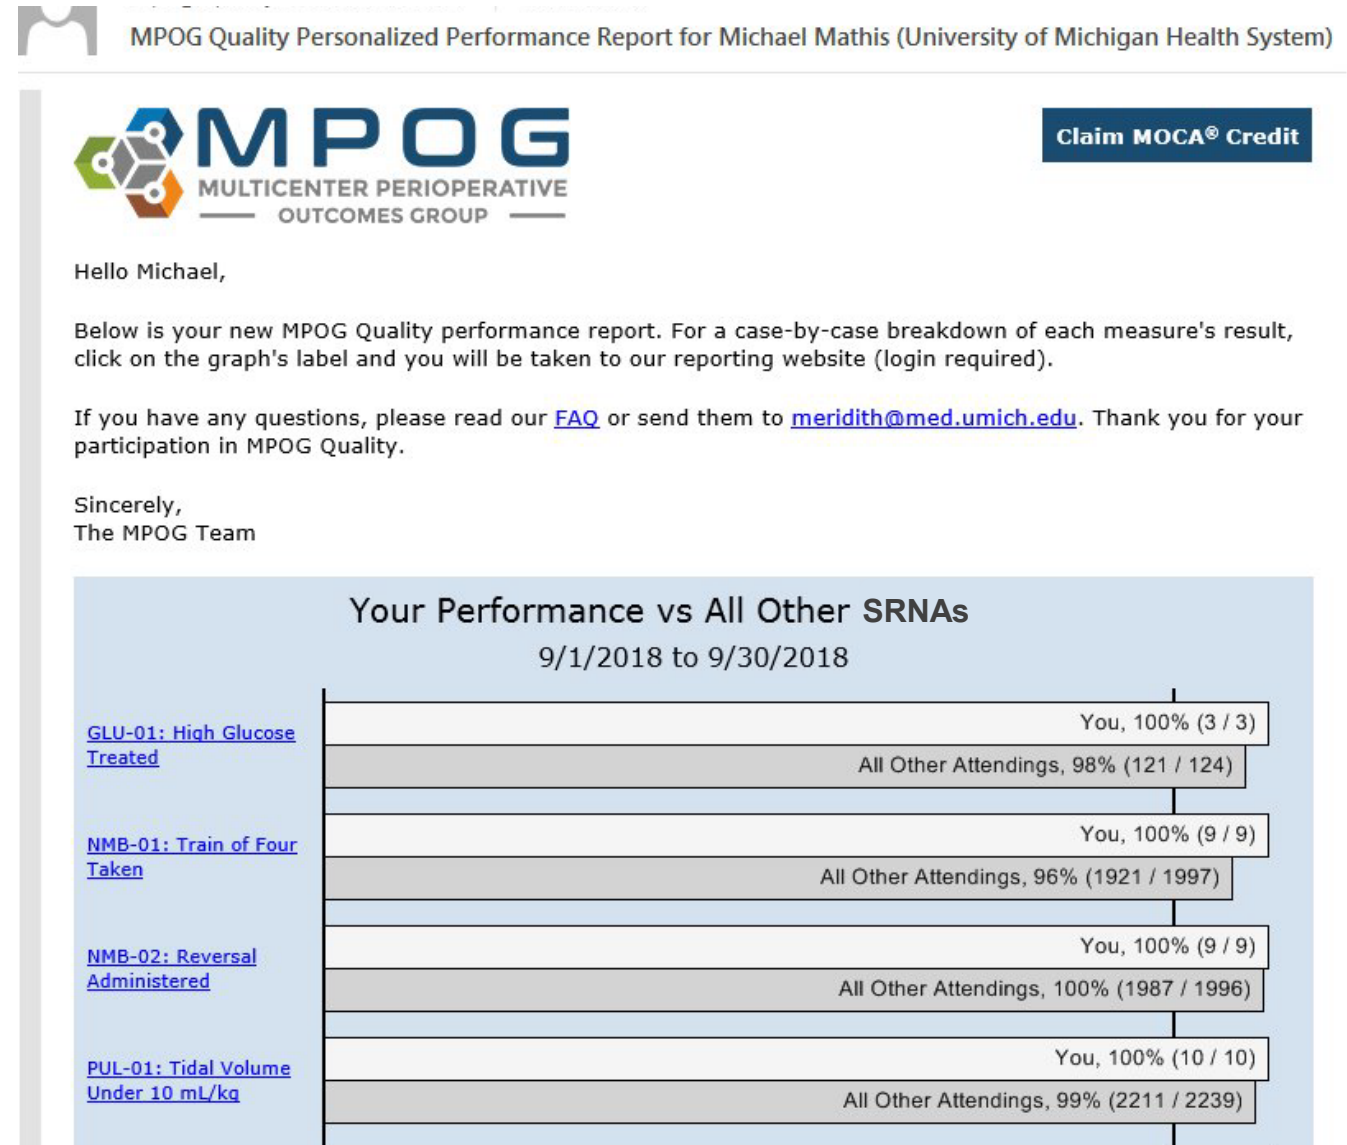 MPOG Quality Personalized Performance Report for Michael Mathis (University of Michigan Health System)
MPOG
MULTICENTER PERIOPERATIVE
OUTCOMES GROUP
Claim MOCA® Credit
Hello Michael,
Below is your new MPOG Quality performance report. For a case-by-case breakdown of each measure's result,
click on the graph's label and you will be taken to our reporting website (login required).
If you have any questions, please read our FAQ or send them to meridith@med.umich.edu. Thank you for your
participation in MPOG Quality.
Sincerely,
The MPOG Team
Your Performance vs All Other SRNAs
9/1/2018 to 9/30/2018
GLU-01: High Glucose
Treated
You, 100% (3 / 3)
All Other Attendings, 98% (121 / 124)
NMB-01: Train of Four
Taken
You, 100% (9 / 9)
All Other Attendings, 96% (1921 / 1997)
NMB-02: Reversal
Administered
You, 100% (9 / 9)
All Other Attendings, 100% (1987 / 1996)
PUL-01: Tidal Volume
Under 10 mL/kg
You, 100% (10 / 10)
All Other Attendings, 99% (2211 / 2239)